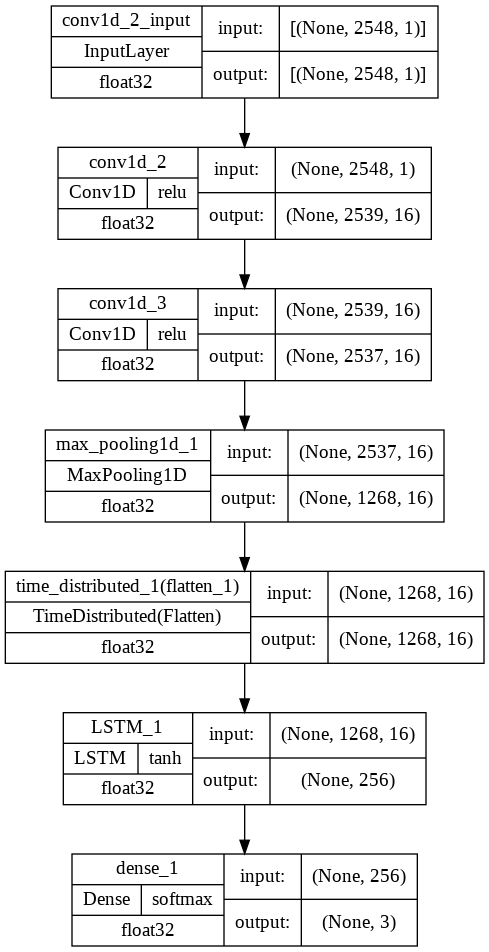 conv1d_2_input
InputLayer
float32
input: [(None, 2548, 1)]
output: [(None, 2548, 1)]
conv1d_2
Conv1D relu
float32
input: (None, 2548, 1)
output: (None, 2539, 16)
conv1d_3
Conv1D relu
float32
input: (None, 2539, 16)
output: (None, 2537, 16)
max_pooling1d_1
MaxPooling1D
float32
input: (None, 2537, 16)
output: (None, 1268, 16)
time_distributed_1(flatten_1)
TimeDistributed(Flatten)
float32
input: (None, 1268, 16)
output: (None, 1268, 16)
LSTM_1
LSTM tanh
float32
input: (None, 1268, 16)
output: (None, 256)
dense_1
Dense softmax
float32
input: (None, 256)
output: (None, 3)